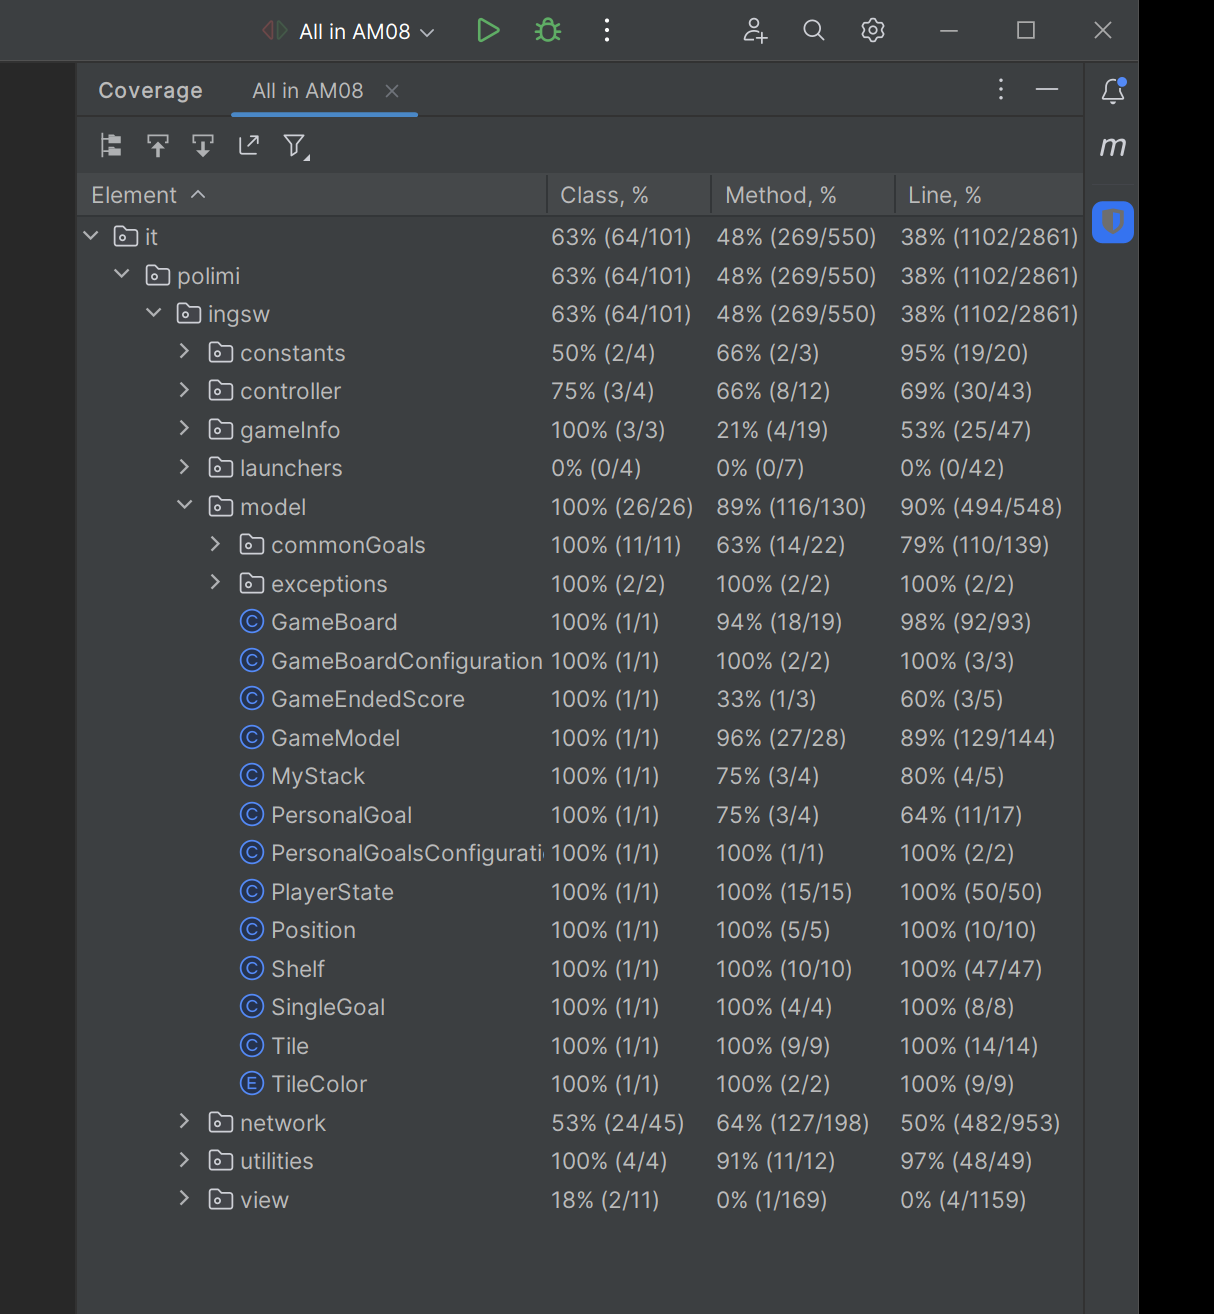 All in AM08
Coverage All in AM08
m
Element Class, % Method, % Line, %
it 63% (64/101) 48% (269/550) 38% (1102/2861)
polimi 63% (64/101) 48% (269/550) 38% (1102/2861)
ingsw 63% (64/101) 48% (269/550) 38% (1102/2861)
constants 50% (2/4) 66% (2/3) 95% (19/20)
controller 75% (3/4) 66% (8/12) 69% (30/43)
gameInfo 100% (3/3) 21% (4/19) 53% (25/47)
launchers 0% (0/4) 0% (0/7) 0% (0/42)
model 100% (26/26) 89% (116/130) 90% (494/548)
commonGoals 100% (11/11) 63% (14/22) 79% (110/139)
exceptions 100% (2/2) 100% (2/2) 100% (2/2)
C GameBoard 100% (1/1) 94% (18/19) 98% (92/93)
C GameBoardConfiguration 100% (1/1) 100% (2/2) 100% (3/3)
C GameEndedScore 100% (1/1) 33% (1/3) 60% (3/5)
C GameModel 100% (1/1) 96% (27/28) 89% (129/144)
C MyStack 100% (1/1) 75% (3/4) 80% (4/5)
C PersonalGoal 100% (1/1) 75% (3/4) 64% (11/17)
C PersonalGoalsConfigurati 100% (1/1) 100% (1/1) 100% (2/2)
C PlayerState 100% (1/1) 100% (15/15) 100% (50/50)
C Position 100% (1/1) 100% (5/5) 100% (10/10)
C Shelf 100% (1/1) 100% (10/10) 100% (47/47)
C SingleGoal 100% (1/1) 100% (4/4) 100% (8/8)
C Tile 100% (1/1) 100% (9/9) 100% (14/14)
E TileColor 100% (1/1) 100% (2/2) 100% (9/9)
network 53% (24/45) 64% (127/198) 50% (482/953)
utilities 100% (4/4) 91% (11/12) 97% (48/49)
view 18% (2/11) 0% (1/169) 0% (4/1159)